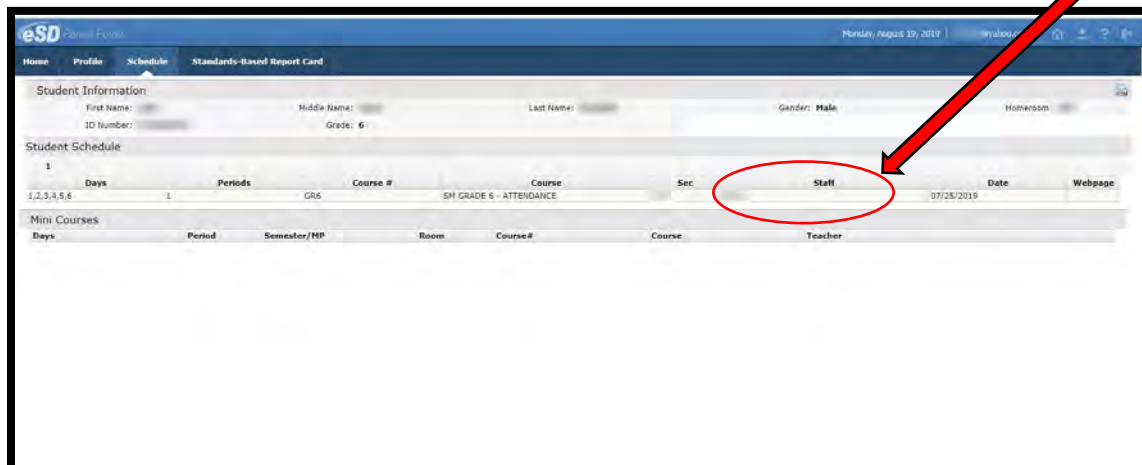 eSD Parent Portal Monday, August 19, 2019 | @yahoo.c
Home Profile Schedule Standards-Based Report Card
Student Information
First Name: Middle Name: Last Name: Gender: Male Homeroom
ID Number: Grade: 6
Student Schedule
1
Days Periods Course # Course Sec Staff Date Webpage
1,2,3,4,5,6 1 GR6 SM GRADE 6 - ATTENDANCE 07/25/2019
Mini Courses
Days Period Semester/MP Room Course# Course Teacher